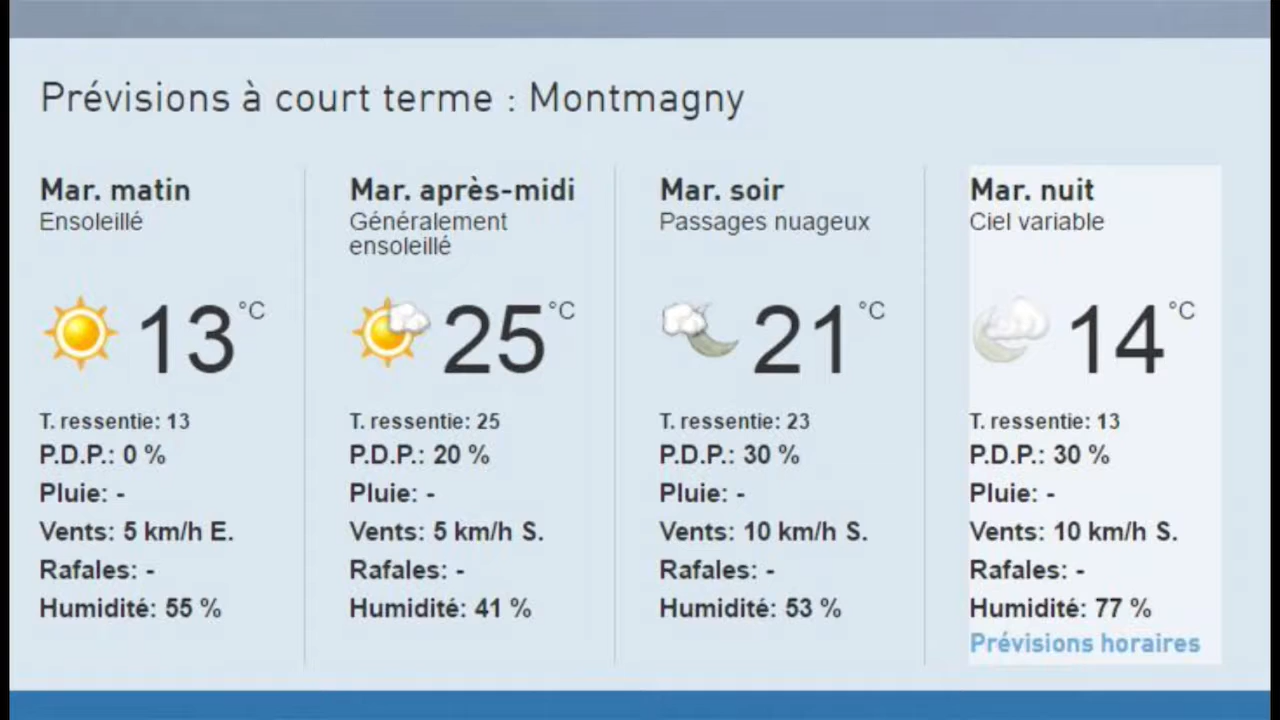 Prévisions à court terme : Montmagny
Mar. matin
Ensoleillé
13 °C
T. ressentie: 13
P.D.P.: 0 %
Pluie: -
Vents: 5 km/h E.
Rafales: -
Humidité: 55 %
Mar. après-midi
Généralement
ensoleillé
25 °C
T. ressentie: 25
P.D.P.: 20 %
Pluie: -
Vents: 5 km/h S.
Rafales: -
Humidité: 41 %
Mar. soir
Passages nuageux
21 °C
T. ressentie: 23
P.D.P.: 30 %
Pluie: -
Vents: 10 km/h S.
Rafales: -
Humidité: 53 %
Mar. nuit
Ciel variable
14 °C
T. ressentie: 13
P.D.P.: 30 %
Pluie: -
Vents: 10 km/h S.
Rafales: -
Humidité: 77 %
Prévisions horaires